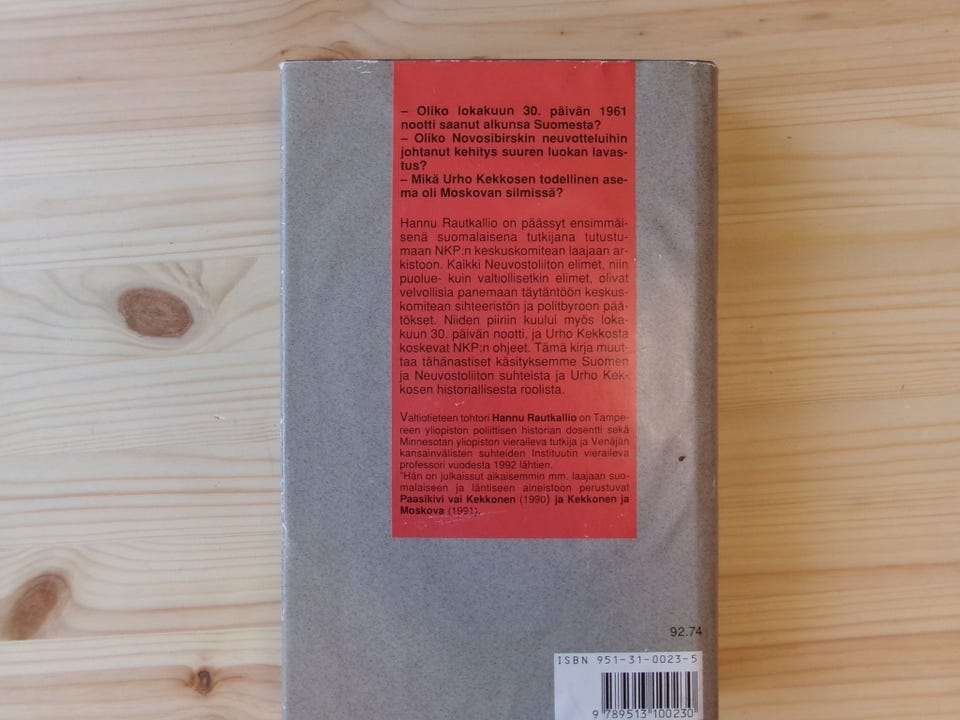 – Oliko lokakuun 30. päivän 1961
nootti saanut alkunsa Suomesta?
– Oliko Novosibirskin neuvotteluihin
johtanut kehitys suuren luokan lavas-
tus?
– Mikä Urho Kekkosen todellinen ase-
ma oli Moskovan silmissä?
Hannu Rautkallio on päässyt ensimmäi-
senä suomalaisena tutkijana tutustu-
maan NKP:n keskuskomitean laajaan ar-
kistoon. Kaikki Neuvostoliiton elimet, niin
puolue- kuin valtiollisetkin elimet, olivat
velvollisia panemaan täytäntöön keskus-
komitean sihteeristön ja politbyroon pää-
tökset. Niiden piiriin kuului myös loka-
kuun 30. päivän nootti, ja Urho Kekkosta
koskevat NKP:n ohjeet. Tämä kirja muut-
taa tähänastiset käsityksemme Suomen
ja Neuvostoliiton suhteista ja Urho Kek-
kosen historiallisesta roolista.
Valtiotieteen tohtori Hannu Rautkallio on Tampe-
reen yliopiston poliittisen historian dosentti sekä
Minnesotan yliopiston vieraileva tutkija ja Venäjän
kansainvälisten suhteiden Instituutin vieraileva
professori vuodesta 1992 lähtien.
"Hän on julkaissut aikaisemmin mm. laajaan suo-
malaiseen ja läntiseen aineistoon perustuvat
Paasikivi vai Kekkonen (1990) ja Kekkonen ja
Moskova (1991).
92.74
ISBN 951-31-0023-5
9 789513 100230